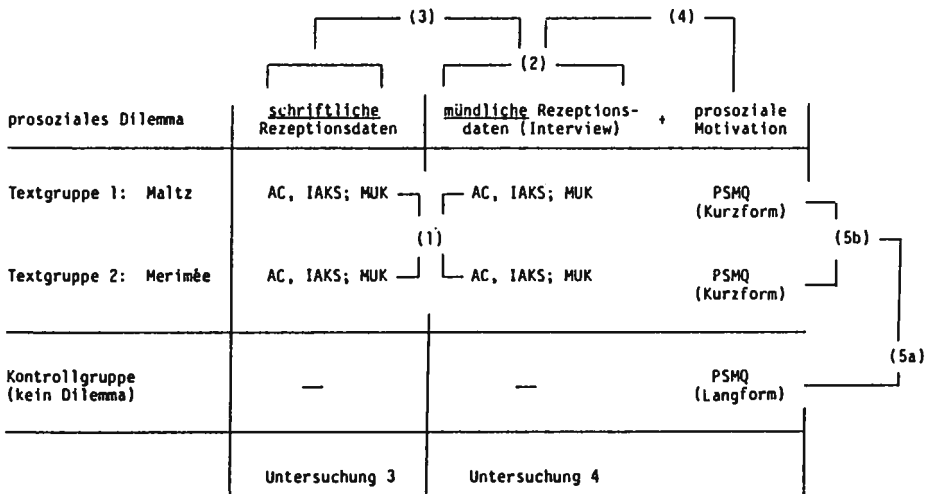 (3)
(4)
(2)
prosoziales Dilemma
schriftliche
Rezeptionsdaten
mündliche Rezeptions-
daten (Interview)
+
prosoziale
Motivation
Textgruppe 1: Maltz
AC, IAKS; MUK
AC, IAKS; MUK
PSMQ
(Kurzform)
(1)
(5b)
Textgruppe 2: Merimée
AC, IAKS; MUK
AC, IAKS; MUK
PSMQ
(Kurzform)
(5a)
Kontrollgruppe
(kein Dilemma)
—
—
PSMQ
(Langform)
Untersuchung 3
Untersuchung 4